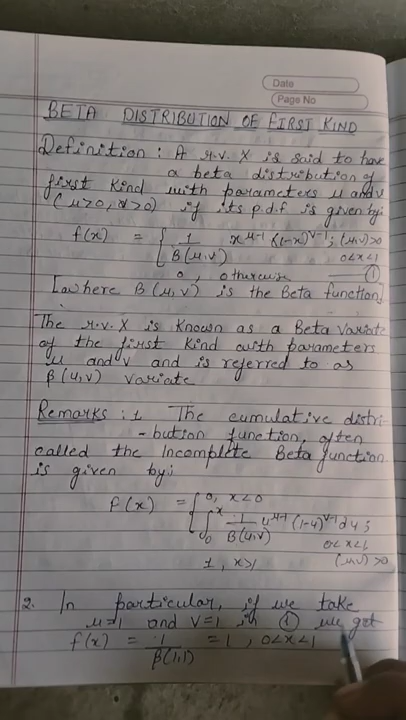 Date
Page No
BETA DISTRIBUTION OF FIRST KIND
Definition : A r.v. X is said to have
a beta distribution of
first kind with parameters μ and ν
(μ>0, ν>0) if its p.d.f is given by:
f(x) = { 1/B(μ,ν) x^μ-1 (1-x)^ν-1 ; (μ,ν)>0
0<x<1
0, otherwise ①
[where B(μ,ν) is the Beta function]
The r.v. X is known as a Beta Variate
of the first kind with parameters
μ and ν and is referred to as
β(μ,ν) variate
Remarks : 1. The cumulative distri-
-bution function, often
called the Incomplete Beta function
is given by:
F(x) = { 0, x<0
∫₀^x 1/B(μ,ν) u^μ-1 (1-u)^ν-1 du ;
0<x<1,
1, x>1 (μ,ν)>0
2. In particular, if we take
μ=1 and ν=1 in ① we get
f(x) = 1/β(1,1) = 1, 0<x<1